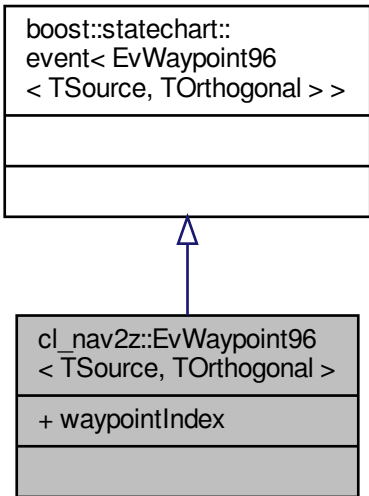 boost::statechart::
event< EvWaypoint96
< TSource, TOrthogonal > >
cl_nav2z::EvWaypoint96
< TSource, TOrthogonal >
+ waypointIndex